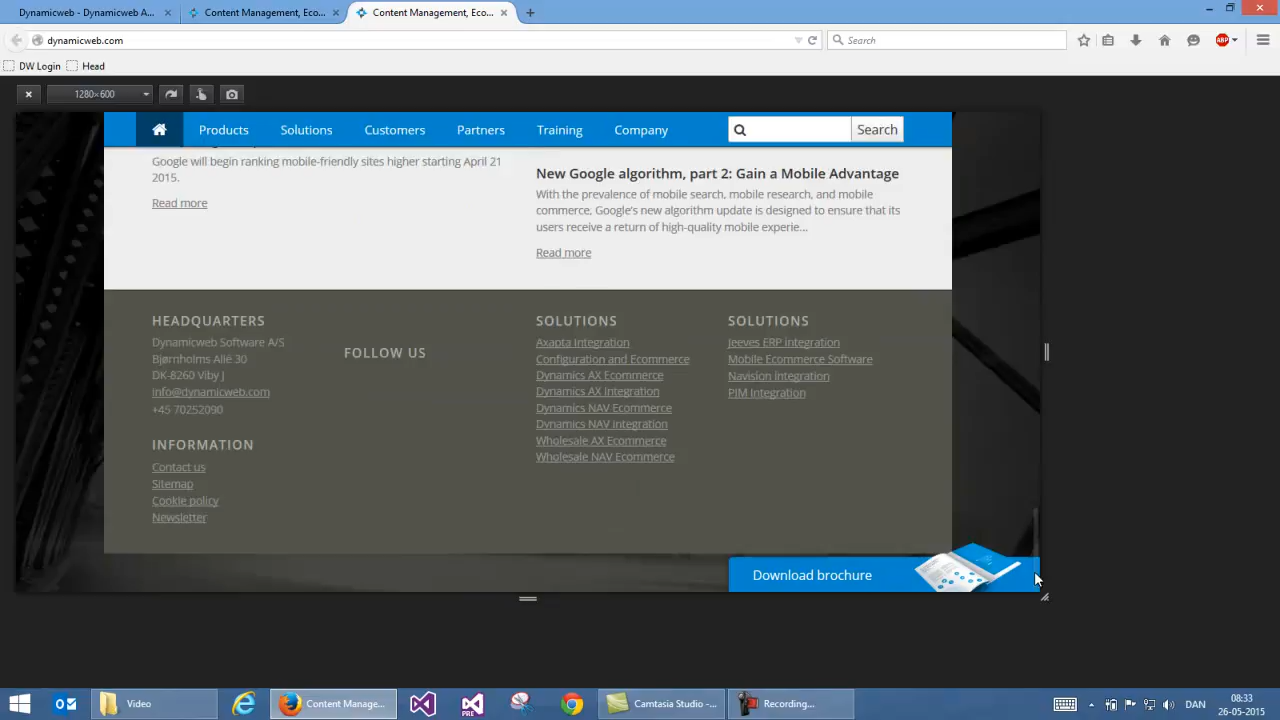 Dynamicweb A...
Content Management, Eco...
Content Management, Eco...
dynamicweb.com
Search
DW Login
Head
1280×600
Products
Solutions
Customers
Partners
Training
Company
Search
Google will begin ranking mobile-friendly sites higher starting April 21
2015.
Read more
New Google algorithm, part 2: Gain a Mobile Advantage
With the prevalence of mobile search, mobile research, and mobile
commerce, Google's new algorithm update is designed to ensure that its
users receive a return of high-quality mobile experie...
Read more
HEADQUARTERS
Dynamicweb Software A/S
Bjørnholms Allé 30
DK-8260 Viby J
info@dynamicweb.com
+45 70252090
INFORMATION
Contact us
Sitemap
Cookie policy
Newsletter
FOLLOW US
SOLUTIONS
Axapta Integration
Configuration and Ecommerce
Dynamics AX Ecommerce
Dynamics AX Integration
Dynamics NAV Ecommerce
Dynamics NAV integration
Wholesale AX Ecommerce
Wholesale NAV Ecommerce
SOLUTIONS
Jeeves ERP integration
Mobile Ecommerce Software
Navision integration
PIM Integration
Download brochure
Video
Content Manage...
PRE
Camtasia Studio -...
Recording...
DAN
08:33
26-05-2015
ABP